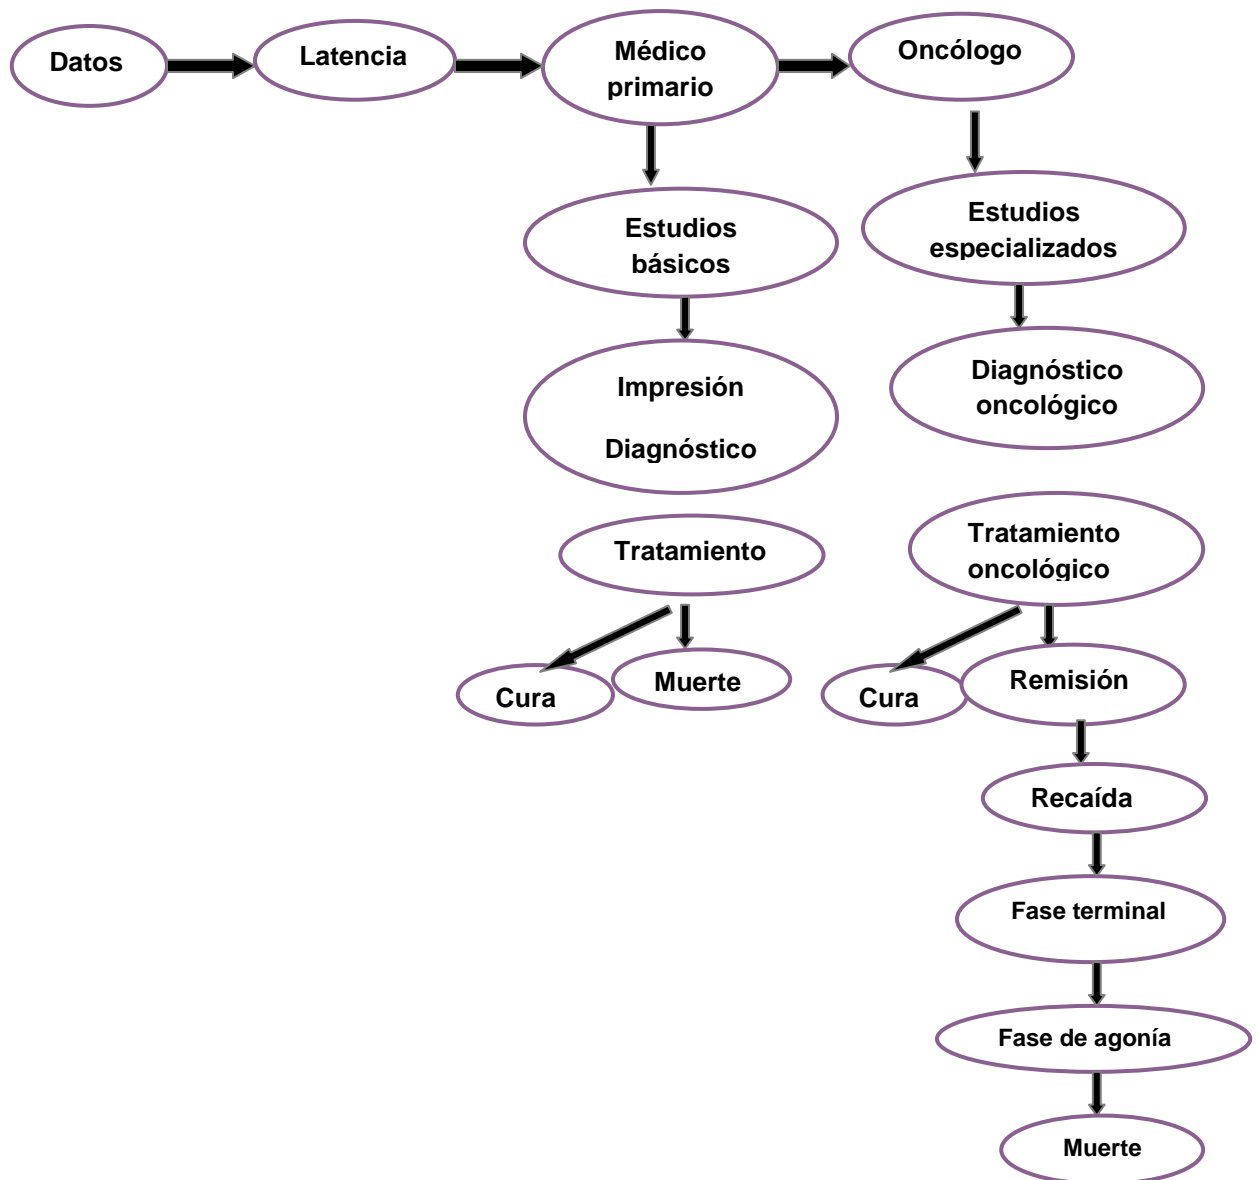 Datos
Latencia
Médico
primario
Oncólogo
Estudios
básicos
Estudios
especializados
Impresión
Diagnóstico
Diagnóstico
oncológico
Tratamiento
Tratamiento
oncológico
Cura
Muerte
Cura
Remisión
Recaída
Fase terminal
Fase de agonía
Muerte